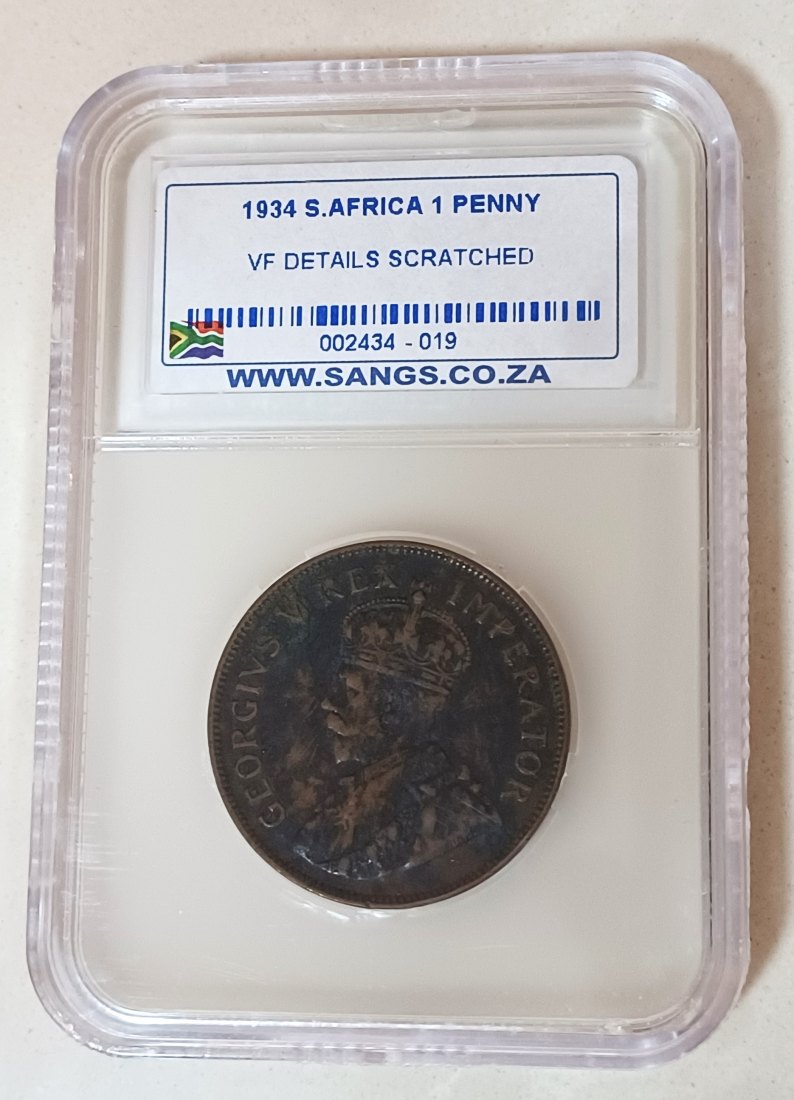 1934 S.AFRICA 1 PENNY
VF DETAILS SCRATCHED
002434 - 019
WWW.SANGS.CO.ZA
GEORGIVS V REX IMPERATOR